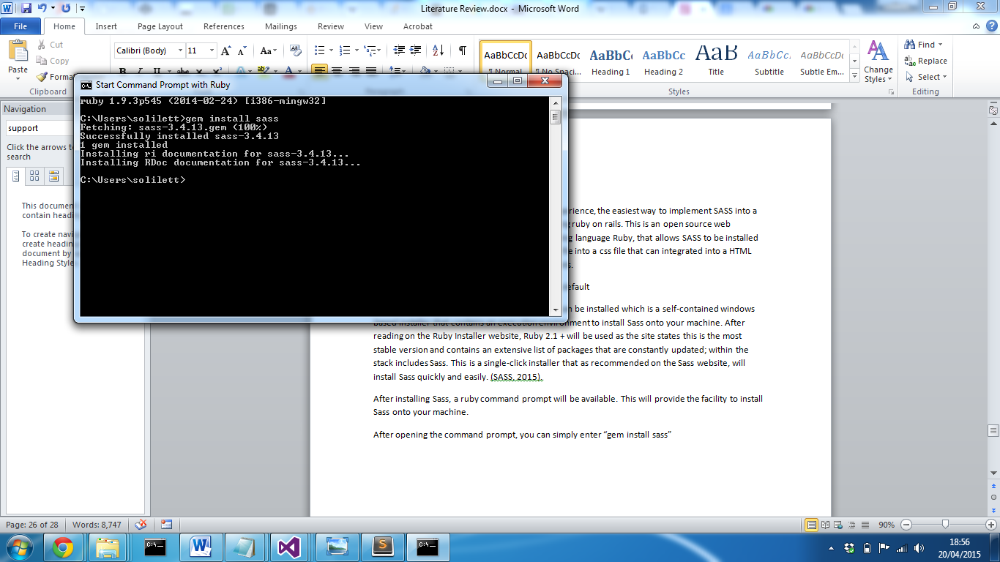 Literature Review.docx - Microsoft Word
File Home Insert Page Layout References Mailings Review View Acrobat
Paste
Cut
Copy
Forma
Clipboard
Calibri (Body) 11
AaBbCcDc
¶ Normal
AaBbCcDc
¶ No Spaci...
AaBbCc
Heading 1
AaBbCc
Heading 2
AaB
Title
AaBbCc.
Subtitle
AaBbCcDc
Subtle Em...
Change
Styles
Styles
Find
Replace
Select
Editing
Navigation
support
Click the arrows t
search
This documen
contain headi
To create navi
create heading
document by
Heading Style
Start Command Prompt with Ruby
ruby 1.9.3p545 (2014-02-24) [i386-mingw32]
C:\Users\solilett>gem install sass
Fetching: sass-3.4.13.gem (100%)
Successfully installed sass-3.4.13
1 gem installed
Installing ri documentation for sass-3.4.13...
Installing RDoc documentation for sass-3.4.13...
C:\Users\solilett>
rience, the easiest way to implement SASS into a
ruby on rails. This is an open source web
g language Ruby, that allows SASS to be installed
e into a css file that can integrated into a HTML
s.
efault
n be installed which is a self-contained windows
based installer that contains an execution environment to install Sass onto your machine. After
reading on the Ruby Installer website, Ruby 2.1 + will be used as the site states this is the most
stable version and contains an extensive list of packages that are constantly updated; within the
stack includes Sass. This is a single-click installer that as recommended on the Sass website, will
install Sass quickly and easily. (SASS, 2015).
After installing Sass, a ruby command prompt will be available. This will provide the facility to install
Sass onto your machine.
After opening the command prompt, you can simply enter “gem install sass”
Page: 26 of 28 Words: 8,747 90%
18:56
20/04/2015